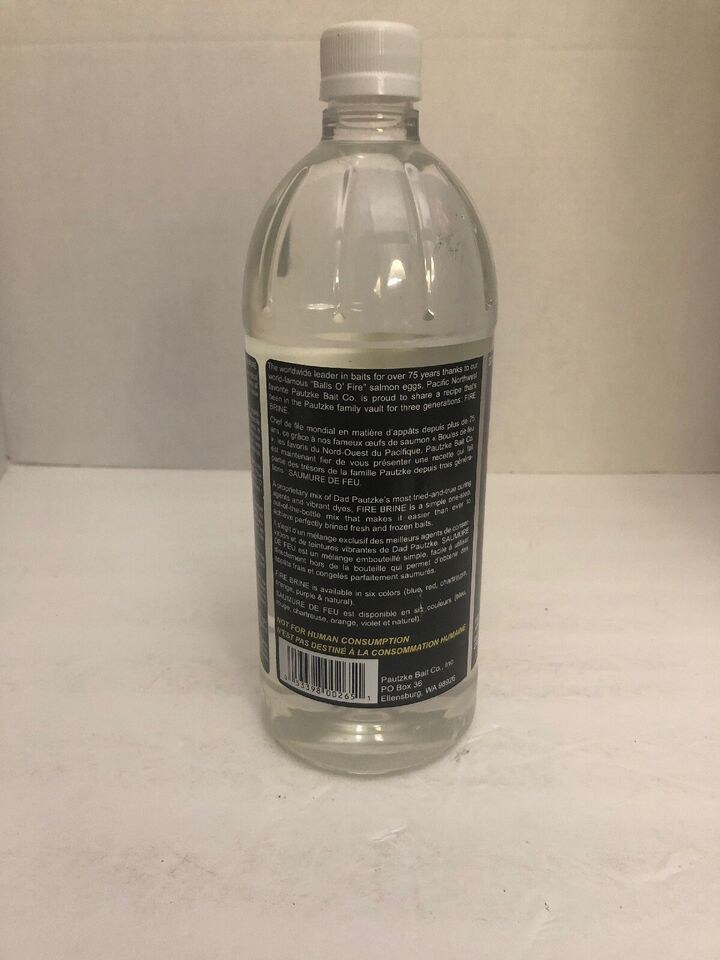 The worldwide leader in baits for over 75 years thanks to our
world-famous "Balls O' Fire" salmon eggs, Pacific Northwest
favorite Pautzke Bait Co. is proud to share a recipe that's
been in the Pautzke family vault for three generations: FIRE
BRINE
Chef de file mondial en matière d'appâts depuis plus de 75
ans, ce grâce à nos fameux œufs de saumon « Boules de feu
», les favoris du Nord-Ouest du Pacifique, Pautzke Bait Co.
est maintenant fier de vous présenter une recette qui fait
partie des trésors de la famille Pautzke depuis trois généra-
tions : SAUMURE DE FEU.
A proprietary mix of Dad Pautzke's most tried-and-true curing
agents and vibrant dyes, FIRE BRINE is a simple one-step,
out-of-the-bottle mix that makes it easier than ever to
achieve perfectly brined fresh and frozen baits.
Il s'agit d'un mélange exclusif des meilleurs agents de conser-
vation et de teintures vibrantes de Dad Pautzke. SAUMURE
DE FEU est un mélange embouteillé simple, facile à utiliser
directement hors de la bouteille qui permet d'obtenir des
appâts frais et congelés parfaitement saumurés.
FIRE BRINE is available in six colors (blue, red, chartreuse,
orange, purple & natural).
SAUMURE DE FEU est disponible en six couleurs (bleu,
rouge, chartreuse, orange, violet et naturel).
NOT FOR HUMAN CONSUMPTION
N'EST PAS DESTINÉ À LA CONSOMMATION HUMAINE
Pautzke Bait Co., Inc
PO Box 36
Ellensburg, WA 98926
53398 00265 1